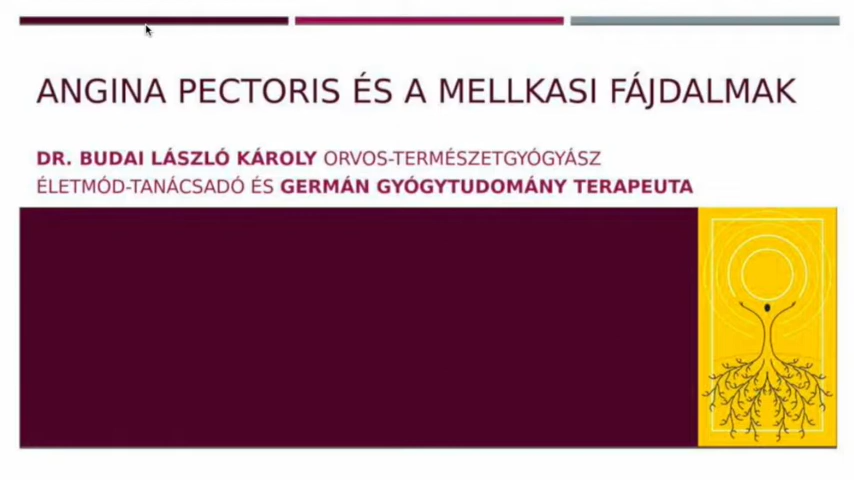 ANGINA PECTORIS ÉS A MELLKASI FÁJDALMAK
DR. BUDAI LÁSZLÓ KÁROLY ORVOS-TERMÉSZETGYÓGYÁSZ
ÉLETMÓD-TANÁCSADÓ ÉS GERMÁN GYÓGYTUDOMÁNY TERAPEUTA